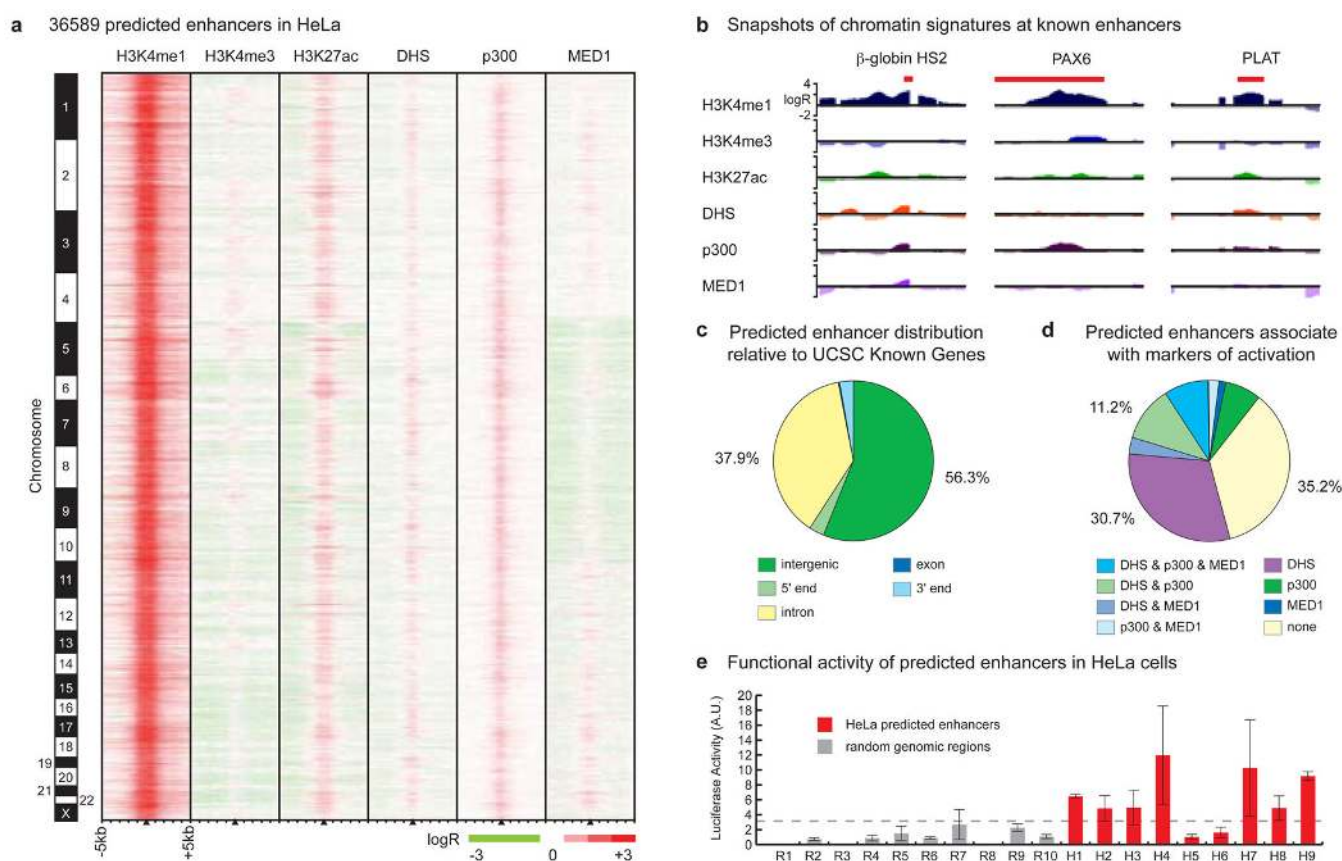 a 36589 predicted enhancers in HeLa
H3K4me1 H3K4me3 H3K27ac DHS p300 MED1
Chromosome
1
2
3
4
5
6
7
8
9
10
11
12
13
14
15
16
17
18
19
20
21
22
X
-5kb +5kb
logR
-3 0 +3
b Snapshots of chromatin signatures at known enhancers
β-globin HS2 PAX6 PLAT
4
logR
-2
H3K4me1
H3K4me3
H3K27ac
DHS
p300
MED1
c Predicted enhancer distribution
relative to UCSC Known Genes
37.9%
56.3%
intergenic exon
5' end 3' end
intron
d Predicted enhancers associate
with markers of activation
11.2%
35.2%
30.7%
DHS & p300 & MED1 DHS
DHS & p300 p300
DHS & MED1 MED1
p300 & MED1 none
e Functional activity of predicted enhancers in HeLa cells
Luciferase Activity (A.U.)
20
18
16
14
12
10
8
6
4
2
0
HeLa predicted enhancers
random genomic regions
R1 R2 R3 R4 R5 R6 R7 R8 R9 R10 H1 H2 H3 H4 H5 H6 H7 H8 H9